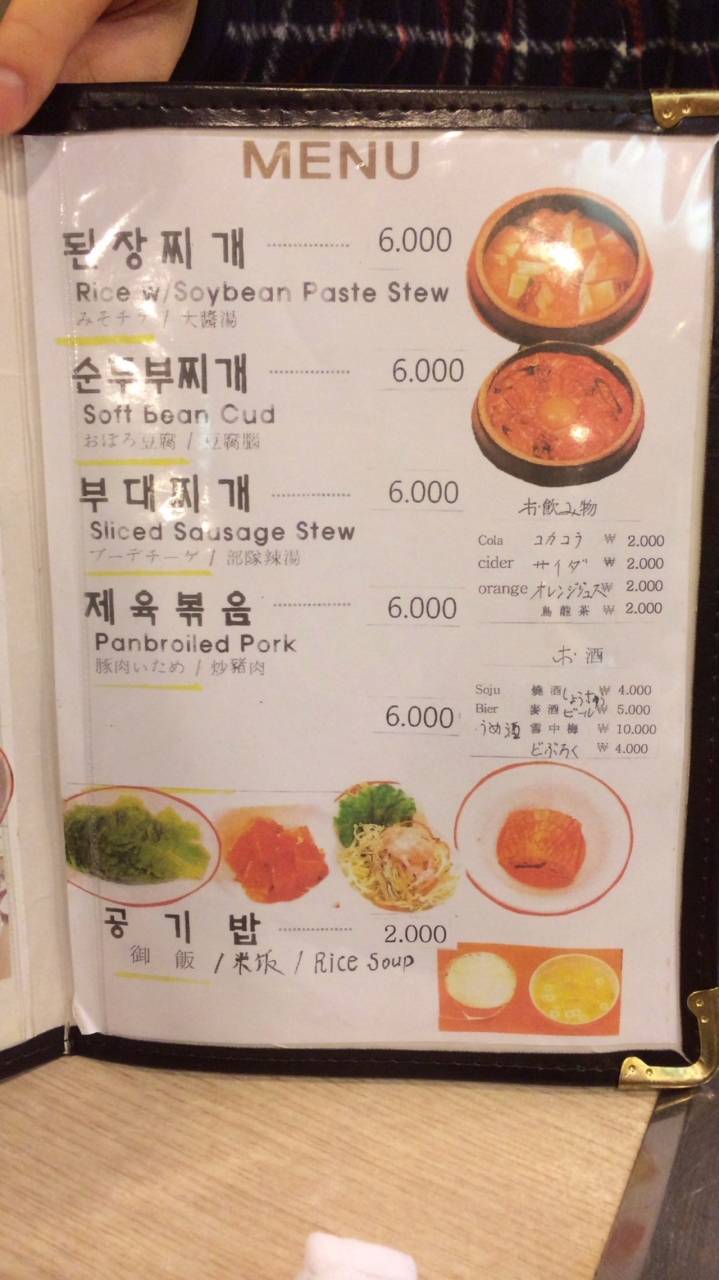 MENU
된장찌개 6.000
Rice w/Soybean Paste Stew
みそチゲ / 大醬湯
순두부찌개 6.000
Soft Bean Cud
おぼろ豆腐 / 豆腐腦
부대찌개 6.000
Sliced Sausage Stew
ブーデチーゲ / 部隊辣湯
제육볶음 6.000
Panbroiled Pork
豚肉いため / 炒豬肉
6.000
공기밥 2.000
御飯 / 米饭 / Rice Soup
お飲み物
Cola コカコラ ₩ 2.000
cider サイダ ₩ 2.000
orange オレンジジュス ₩ 2.000
烏龍茶 ₩ 2.000
お酒
Soju 燒酒 しょうちう ₩ 4.000
Bier 麥酒 ビール ₩ 5.000
うめ酒 雪中梅 ₩ 10.000
どぶろく ₩ 4.000